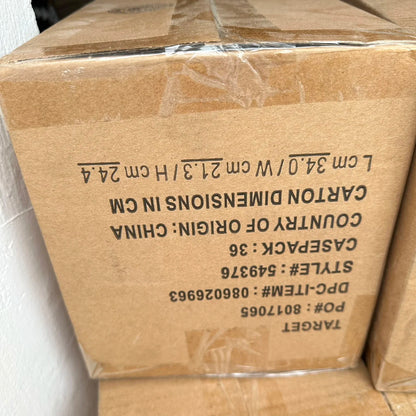 TARGET
PO# : 8017065
DPC-ITEM# : 086026963
STYLE# : 549376
CASEPACK : 36
COUNTRY OF ORIGIN: CHINA
CARTON DIMENSIONS IN CM
L cm 34.0 / W cm 21.3 / H cm 24.4